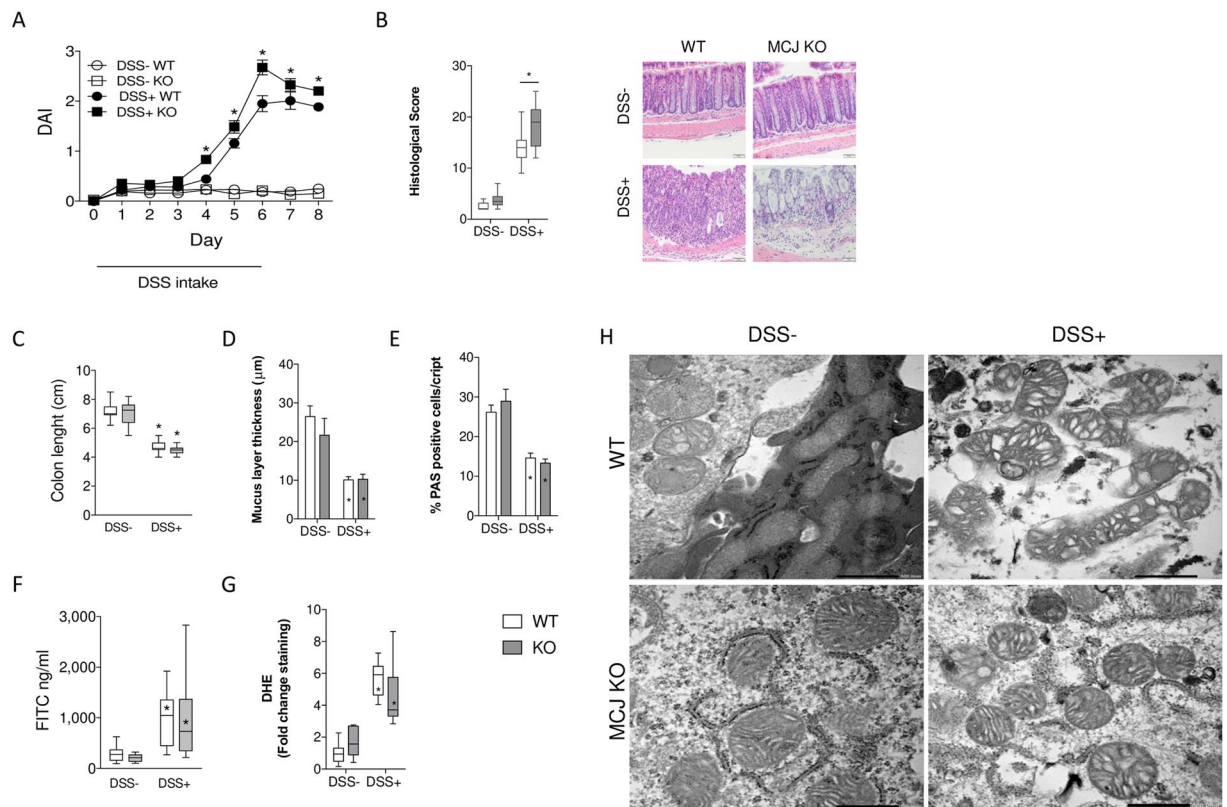 A
DAI
3
2
1
0
DSS- WT
DSS- KO
DSS+ WT
DSS+ KO
*
*
*
*
*
0 1 2 3 4 5 6 7 8
Day
DSS intake
B
Histological Score
30
20
10
0
*
DSS- DSS+
WT MCJ KO
DSS-
DSS+
C
Colon lenght (cm)
10
8
6
4
2
0
* *
DSS- DSS+
D
Mucus layer thickness (μm)
40
30
20
10
0
* *
DSS- DSS+
E
% PAS positive cells/cript
40
30
20
10
0
* *
DSS- DSS+
F
FITC ng/ml
3,000
2,000
1,000
0
* *
DSS- DSS+
G
DHE
(Fold change staining)
10
8
6
4
2
0
* *
DSS- DSS+
WT
KO
H
DSS- DSS+
WT
MCJ KO